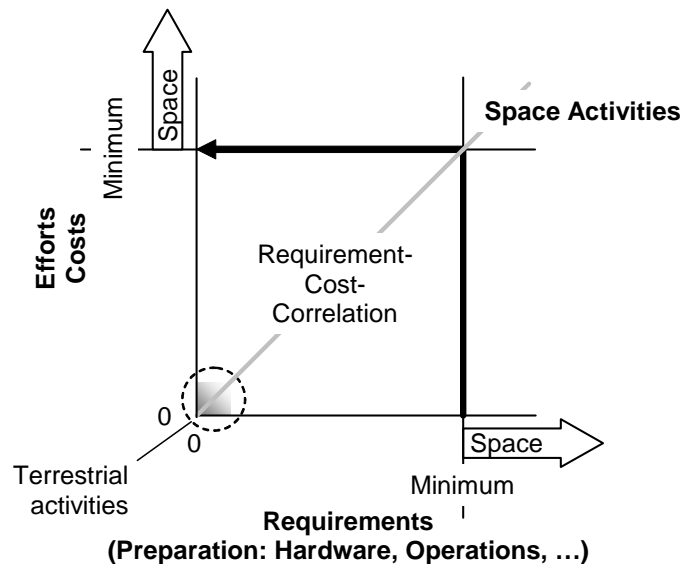 Space
Minimum
Efforts
Costs
Space Activities
Requirement-
Cost-
Correlation
0
0
Terrestrial
activities
Space
Minimum
Requirements
(Preparation: Hardware, Operations, ...)